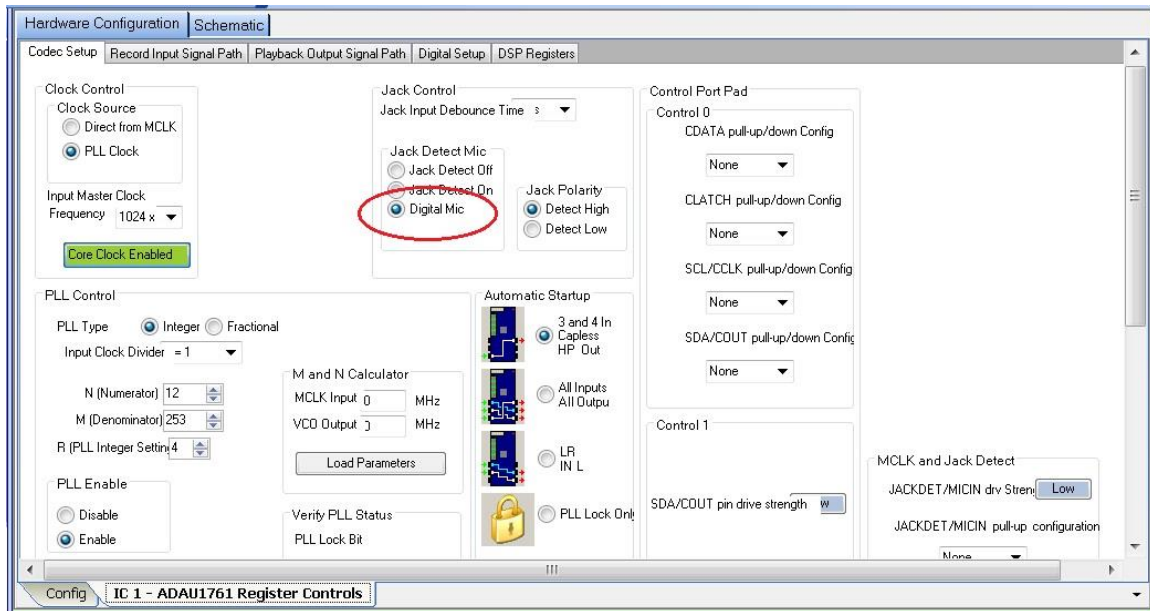 Hardware Configuration Schematic
Codec Setup Record Input Signal Path Playback Output Signal Path Digital Setup DSP Registers
Clock Control
Clock Source
Direct from MCLK
PLL Clock
Input Master Clock
Frequency 1024 x
Core Clock Enabled
Jack Control
Jack Input Debounce Time s
Jack Detect Mic
Jack Detect Off
Jack Detect On
Digital Mic
Jack Polarity
Detect High
Detect Low
Control Port Pad
Control 0
CDATA pull-up/down Config
None
CLATCH pull-up/down Config
None
SCL/CCLK pull-up/down Config
None
SDA/COUT pull-up/down Config
None
PLL Control
PLL Type Integer Fractional
Input Clock Divider = 1
N (Numerator) 12
M (Denominator) 253
R (PLL Integer Settin 4
M and N Calculator
MCLK Input 0 MHz
VCO Output MHz
Load Parameters
PLL Enable
Disable
Enable
Verify PLL Status
PLL Lock Bit
Automatic Startup
3 and 4 In
Capless
HP Out
All Inputs
All Outpu
LR
IN L
PLL Lock Onl
Control 1
SDA/COUT pin drive strength w
MCLK and Jack Detect
JACKDET/MICIN drv Stren Low
JACKDET/MICIN pull-up configuration
None
Config IC 1 - ADAU1761 Register Controls